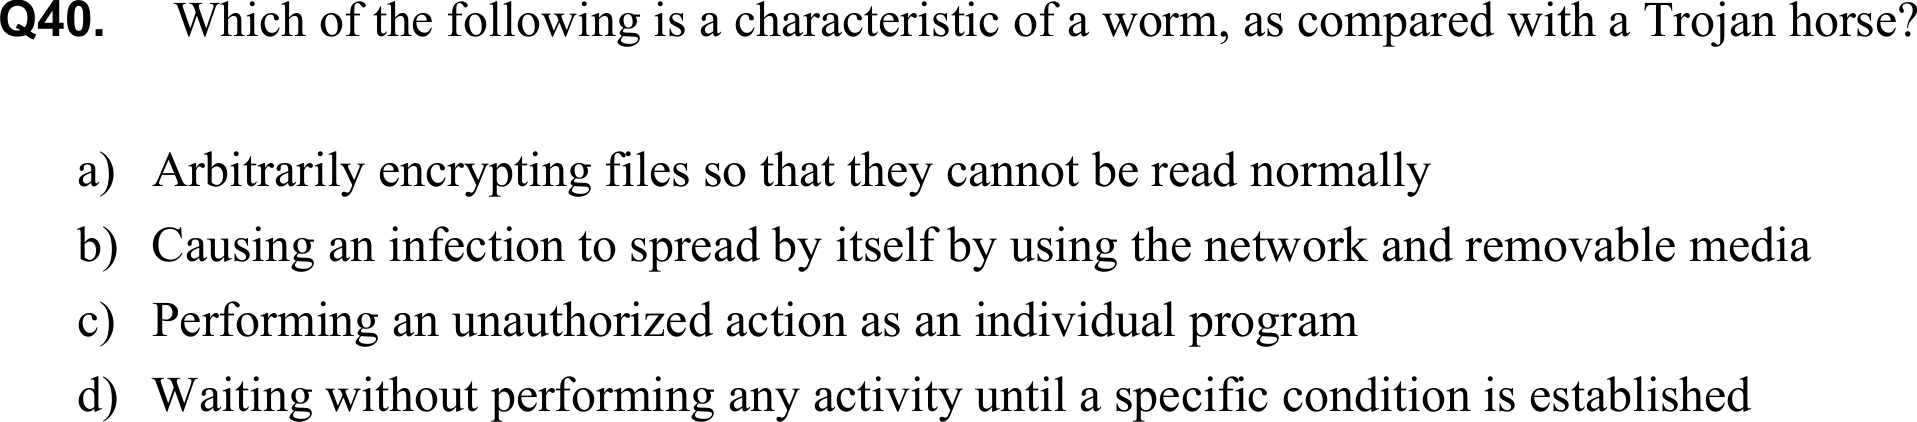 Q40. Which of the following is a characteristic of a worm, as compared with a Trojan horse?
a) Arbitrarily encrypting files so that they cannot be read normally
b) Causing an infection to spread by itself by using the network and removable media
c) Performing an unauthorized action as an individual program
d) Waiting without performing any activity until a specific condition is established